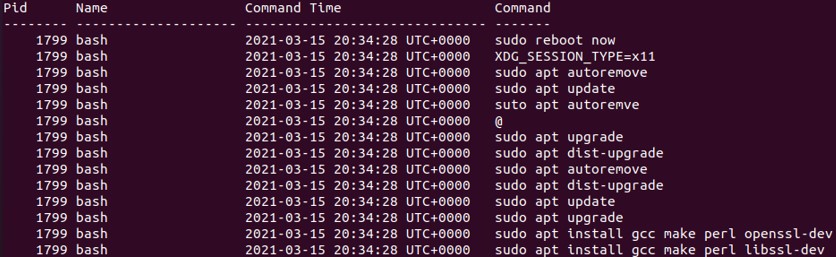 Pid Name Command Time Command
-------- -------------------- ------------------------------ -------
1799 bash 2021-03-15 20:34:28 UTC+0000 sudo reboot now
1799 bash 2021-03-15 20:34:28 UTC+0000 XDG_SESSION_TYPE=x11
1799 bash 2021-03-15 20:34:28 UTC+0000 sudo apt autoremove
1799 bash 2021-03-15 20:34:28 UTC+0000 sudo apt update
1799 bash 2021-03-15 20:34:28 UTC+0000 suto apt autoremve
1799 bash 2021-03-15 20:34:28 UTC+0000 @
1799 bash 2021-03-15 20:34:28 UTC+0000 sudo apt upgrade
1799 bash 2021-03-15 20:34:28 UTC+0000 sudo apt dist-upgrade
1799 bash 2021-03-15 20:34:28 UTC+0000 sudo apt autoremove
1799 bash 2021-03-15 20:34:28 UTC+0000 sudo apt dist-upgrade
1799 bash 2021-03-15 20:34:28 UTC+0000 sudo apt update
1799 bash 2021-03-15 20:34:28 UTC+0000 sudo apt upgrade
1799 bash 2021-03-15 20:34:28 UTC+0000 sudo apt install gcc make perl openssl-dev
1799 bash 2021-03-15 20:34:28 UTC+0000 sudo apt install gcc make perl libssl-dev